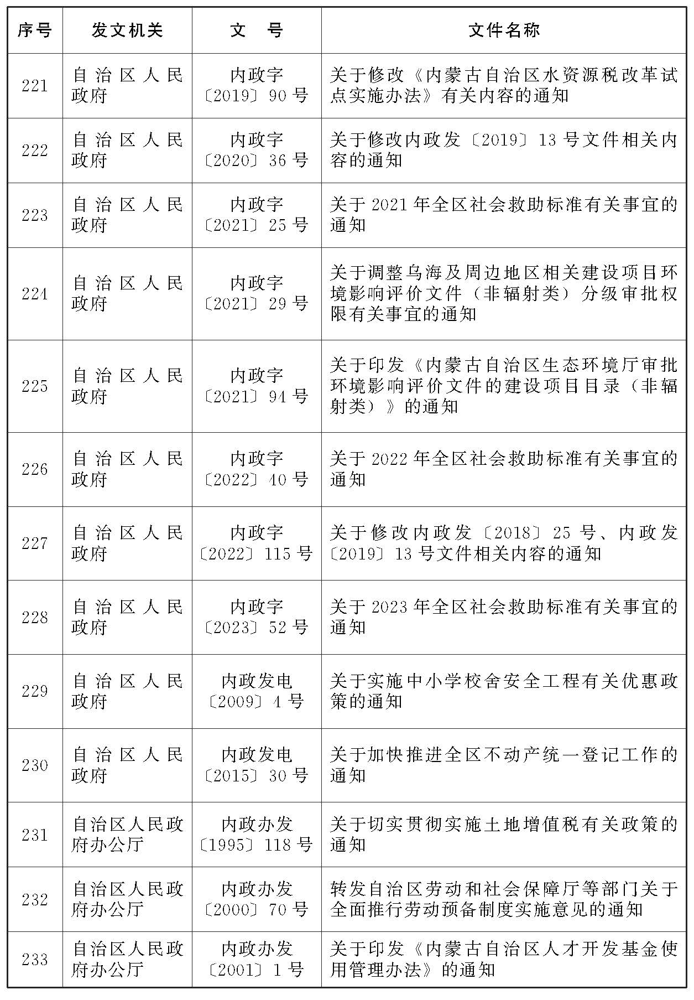 序号 发文机关 文 号 文件名称
221 自治区人民 内政字 关于修改《内蒙古自治区水资源税改革试
政府 〔2019〕90号 点实施办法》有关内容的通知
222 自治区人民 内政字 关于修改内政发〔2019〕13号文件相关内
政府 〔2020〕36号 容的通知
223 自治区人民 内政字 关于2021年全区社会救助标准有关事宜的
政府 〔2021〕25号 通知
关于调整乌海及周边地区相关建设项目环
224 自治区人民 内政字 境影响评价文件（非辐射类）分级审批权
政府 〔2021〕29号 限有关事宜的通知
关于印发《内蒙古自治区生态环境厅审批
225 自治区人民 内政字 环境影响评价文件的建设项目目录（非辐
政府 〔2021〕94号 射类）》的通知
226 自治区人民 内政字 关于2022年全区社会救助标准有关事宜的
政府 〔2022〕40号 通知
227 自治区人民 内政字 关于修改内政发〔2018〕25号、内政发
政府 〔2022〕115号 〔2019〕13号文件相关内容的通知
228 自治区人民 内政字 关于2023年全区社会救助标准有关事宜的
政府 〔2023〕52号 通知
229 自治区人民 内政发电 关于实施中小学校舍安全工程有关优惠政
政府 〔2009〕4号 策的通知
230 自治区人民 内政发电 关于加快推进全区不动产统一登记工作的
政府 〔2015〕30号 通知
231 自治区人民政 内政办发 关于切实贯彻实施土地增值税有关政策的
府办公厅 〔1995〕118号 通知
232 自治区人民政 内政办发 转发自治区劳动和社会保障厅等部门关于
府办公厅 〔2000〕70号 全面推行劳动预备制度实施意见的通知
233 自治区人民政 内政办发 关于印发《内蒙古自治区人才开发基金使
府办公厅 〔2001〕1号 用管理办法》的通知